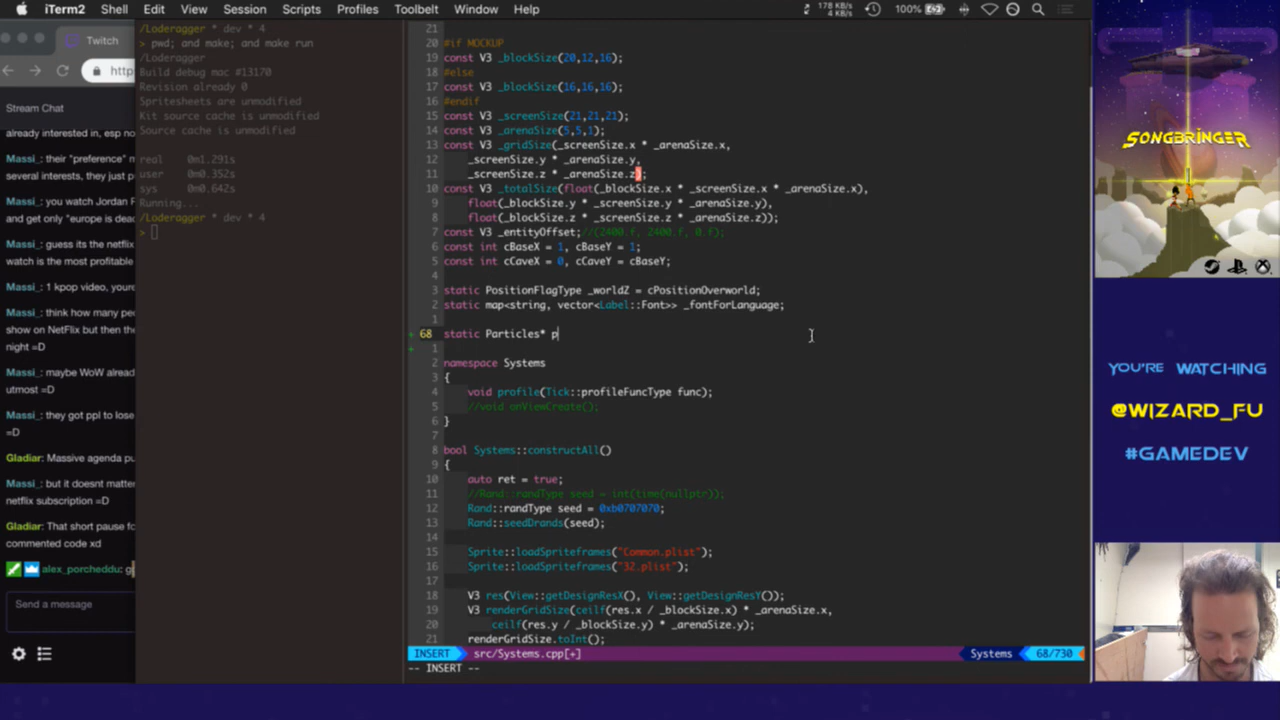 iTerm2 Shell Edit View Session Scripts Profiles Toolbelt Window Help
178 KB/s
4 KB/s
100%
Twitch
http
Stream Chat
already interested in, esp no
Massi_: their "preference" m
several interests, they just p
Massi_: you watch Jordan P
and get only "europe is dead
Massi_: guess its the netflix
watch is the most profitable
Massi_: 1 kpop video, youre
Massi_: think how many peo
show on NetFlix but then the
night =D
Massi_: maybe WoW alread
utmost =D
Massi_: they got ppl to lose
=D
Gladiar: Massive agenda pu
Massi_: but it doesnt matter
netflix subscription =D
Gladiar: That short pause fo
commented code xd
alex_porcheddu: g
Send a message
/Loderagger * dev * 4
> pwd; and make; and make run
/Loderagger
Build debug mac #13170
Revision already 0
Spritesheets are unmodified
Kit source cache is unmodified
Source cache is unmodified
real 0m1.291s
user 0m0.352s
sys 0m0.642s
Running...
/Loderagger * dev * 4
>
21
20 #if MOCKUP
19 const V3 _blockSize(20,12,16);
18 #else
17 const V3 _blockSize(16,16,16);
16 #endif
15 const V3 _screenSize(21,21,21);
14 const V3 _arenaSize(5,5,1);
13 const V3 _gridSize(_screenSize.x * _arenaSize.x,
12 _screenSize.y * _arenaSize.y,
11 _screenSize.z * _arenaSize.z);
10 const V3 _totalSize(float(_blockSize.x * _screenSize.x * _arenaSize.x),
9 float(_blockSize.y * _screenSize.y * _arenaSize.y),
8 float(_blockSize.z * _screenSize.z * _arenaSize.z));
7 const V3 _entityOffset;//(2400.f, 2400.f, 0.f);
6 const int cBaseX = 1, cBaseY = 1;
5 const int cCaveX = 0, cCaveY = cBaseY;
4
3 static PositionFlagType _worldZ = cPositionOverworld;
2 static map<string, vector<Label::Font>> _fontForLanguage;
1
+ 68 static Particles* p
+ 1
2 namespace Systems
3 {
4 void profile(Tick::profileFuncType func);
5 //void onViewCreate();
6 }
7
8 bool Systems::constructAll()
9 {
10 auto ret = true;
11 //Rand::randType seed = int(time(nullptr));
12 Rand::randType seed = 0xb0707070;
13 Rand::seedDrands(seed);
14
15 Sprite::loadSpriteframes("Common.plist");
16 Sprite::loadSpriteframes("32.plist");
17
18 V3 res(View::getDesignResX(), View::getDesignResY());
19 V3 renderGridSize(ceilf(res.x / _blockSize.x) * _arenaSize.x,
20 ceilf(res.y / _blockSize.y) * _arenaSize.y);
21 renderGridSize.toInt();
INSERT src/Systems.cpp[+] Systems 68/730
-- INSERT --
SONGBRINGER
YOU'RE WATCHING
@WIZARD_FU
#GAMEDEV